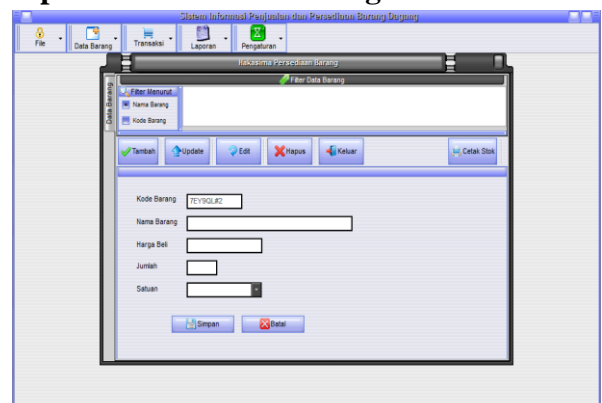 Sistem Informasi Penjualan dan Persediaan Barang Dagang
File
Data Barang
Transaksi
Laporan
Pengaturan
Hakasima Persediaan Barang
Data Barang
Filter Data Barang
Filter Menurut
Nama Barang
Kode Barang
Tambah
Update
Edit
Hapus
Keluar
Cetak Stok
Kode Barang 7EY9QL#2
Nama Barang
Harga Beli
Jumlah
Satuan
Simpan
Batal